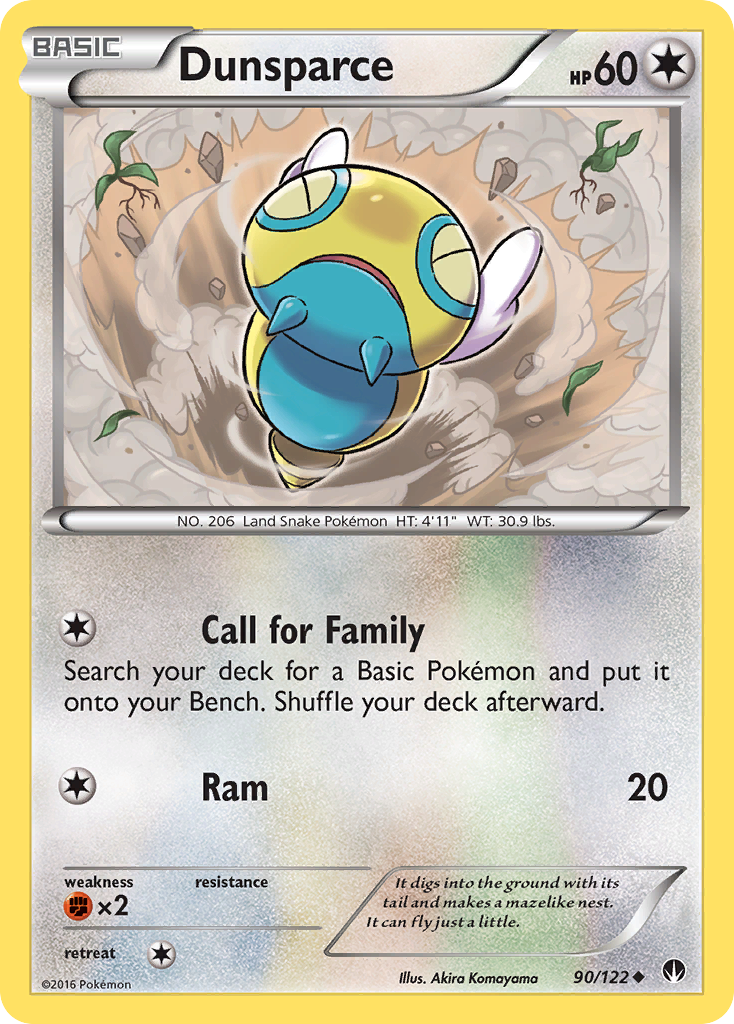 BASIC
Dunsparce
HP60
NO. 206 Land Snake Pokémon HT: 4'11" WT: 30.9 lbs.
Call for Family
Search your deck for a Basic Pokémon and put it
onto your Bench. Shuffle your deck afterward.
Ram 20
weakness resistance
×2
It digs into the ground with its
tail and makes a mazelike nest.
It can fly just a little.
retreat
©2016 Pokémon
Illus. Akira Komayama
90/122